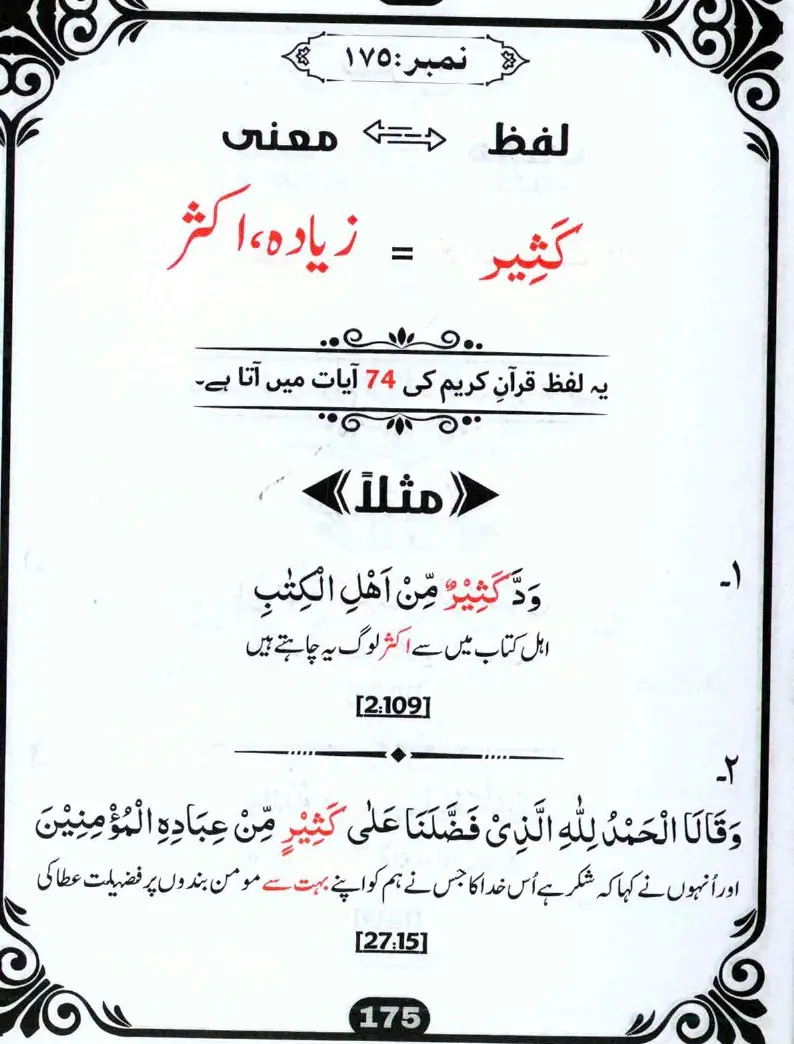 نمبر:۱۷۵
لفظ معنی
کَثِیر = زیادہ، اکثر
یہ لفظ قرآنِ کریم کی 74 آیات میں آتا ہے۔
مثلاً
۱۔
وَدَّ کَثِیْرٌ مِّنْ اَهْلِ الْکِتٰبِ
اہل کتاب میں سے اکثر لوگ یہ چاہتے ہیں
[2:109]
۲۔
وَقَالَا الْحَمْدُ لِلّٰهِ الَّذِیْ فَضَّلَنَا عَلٰی کَثِیْرٍ مِّنْ عِبَادِهِ الْمُؤْمِنِیْنَ
اور اُنہوں نے کہا کہ شکر ہے اُس خدا کا جس نے ہم کو اپنے بہت سے مومن بندوں پر فضیلت عطا کی
[27:15]
175